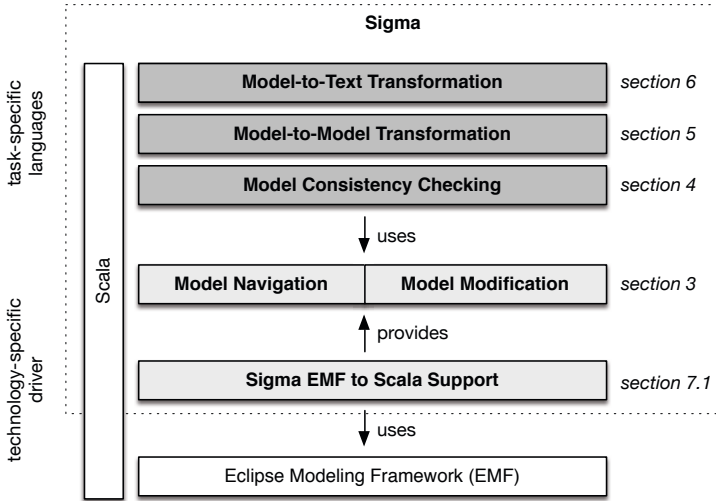 Sigma
task-specific
languages
Model-to-Text Transformation
section 6
Model-to-Model Transformation
section 5
Model Consistency Checking
section 4
uses
Scala
Model Navigation
Model Modification
section 3
technology-specific
driver
provides
Sigma EMF to Scala Support
section 7.1
uses
Eclipse Modeling Framework (EMF)